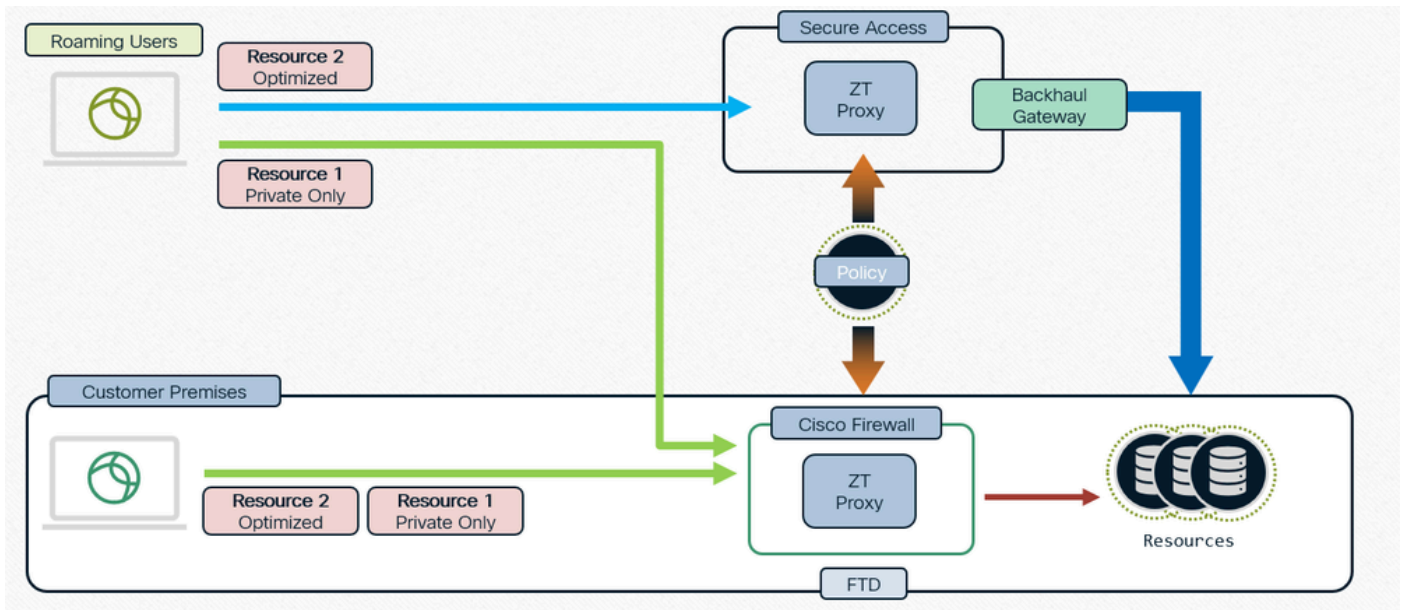 Roaming Users
Resource 2
Optimized
Resource 1
Private Only
Secure Access
ZT
Proxy
Backhaul
Gateway
Policy
Customer Premises
Resource 2
Optimized
Resource 1
Private Only
Cisco Firewall
ZT
Proxy
Resources
FTD